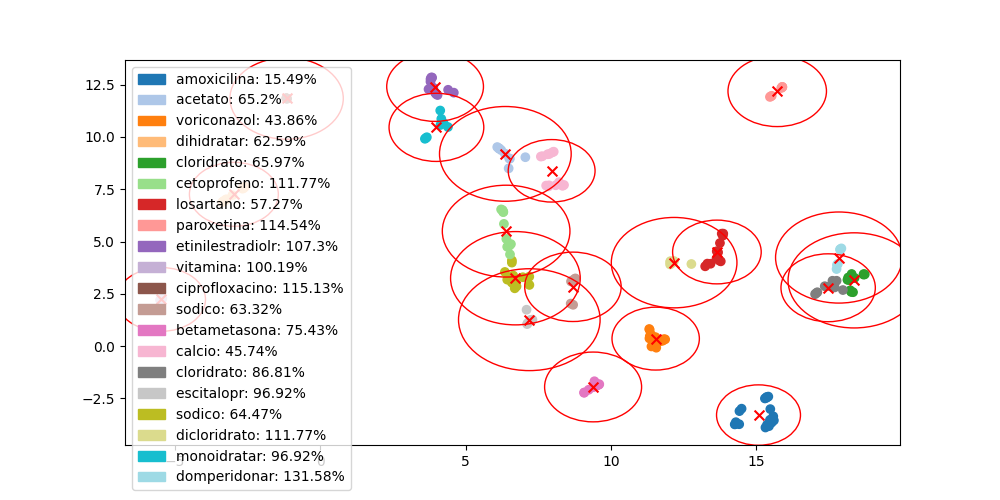 12.5
10.0
7.5
5.0
2.5
0.0
−2.5
amoxicilina: 15.49%
acetato: 65.2%
voriconazol: 43.86%
dihidratar: 62.59%
cloridrato: 65.97%
cetoprofeno: 111.77%
losartano: 57.27%
paroxetina: 114.54%
etinilestradiolr: 107.3%
vitamina: 100.19%
ciprofloxacino: 115.13%
sodico: 63.32%
betametasona: 75.43%
calcio: 45.74%
cloridrato: 86.81%
escitalopr: 96.92%
sodico: 64.47%
dicloridrato: 111.77%
monoidratar: 96.92%
domperidonar: 131.58%
−5 0 5 10 15